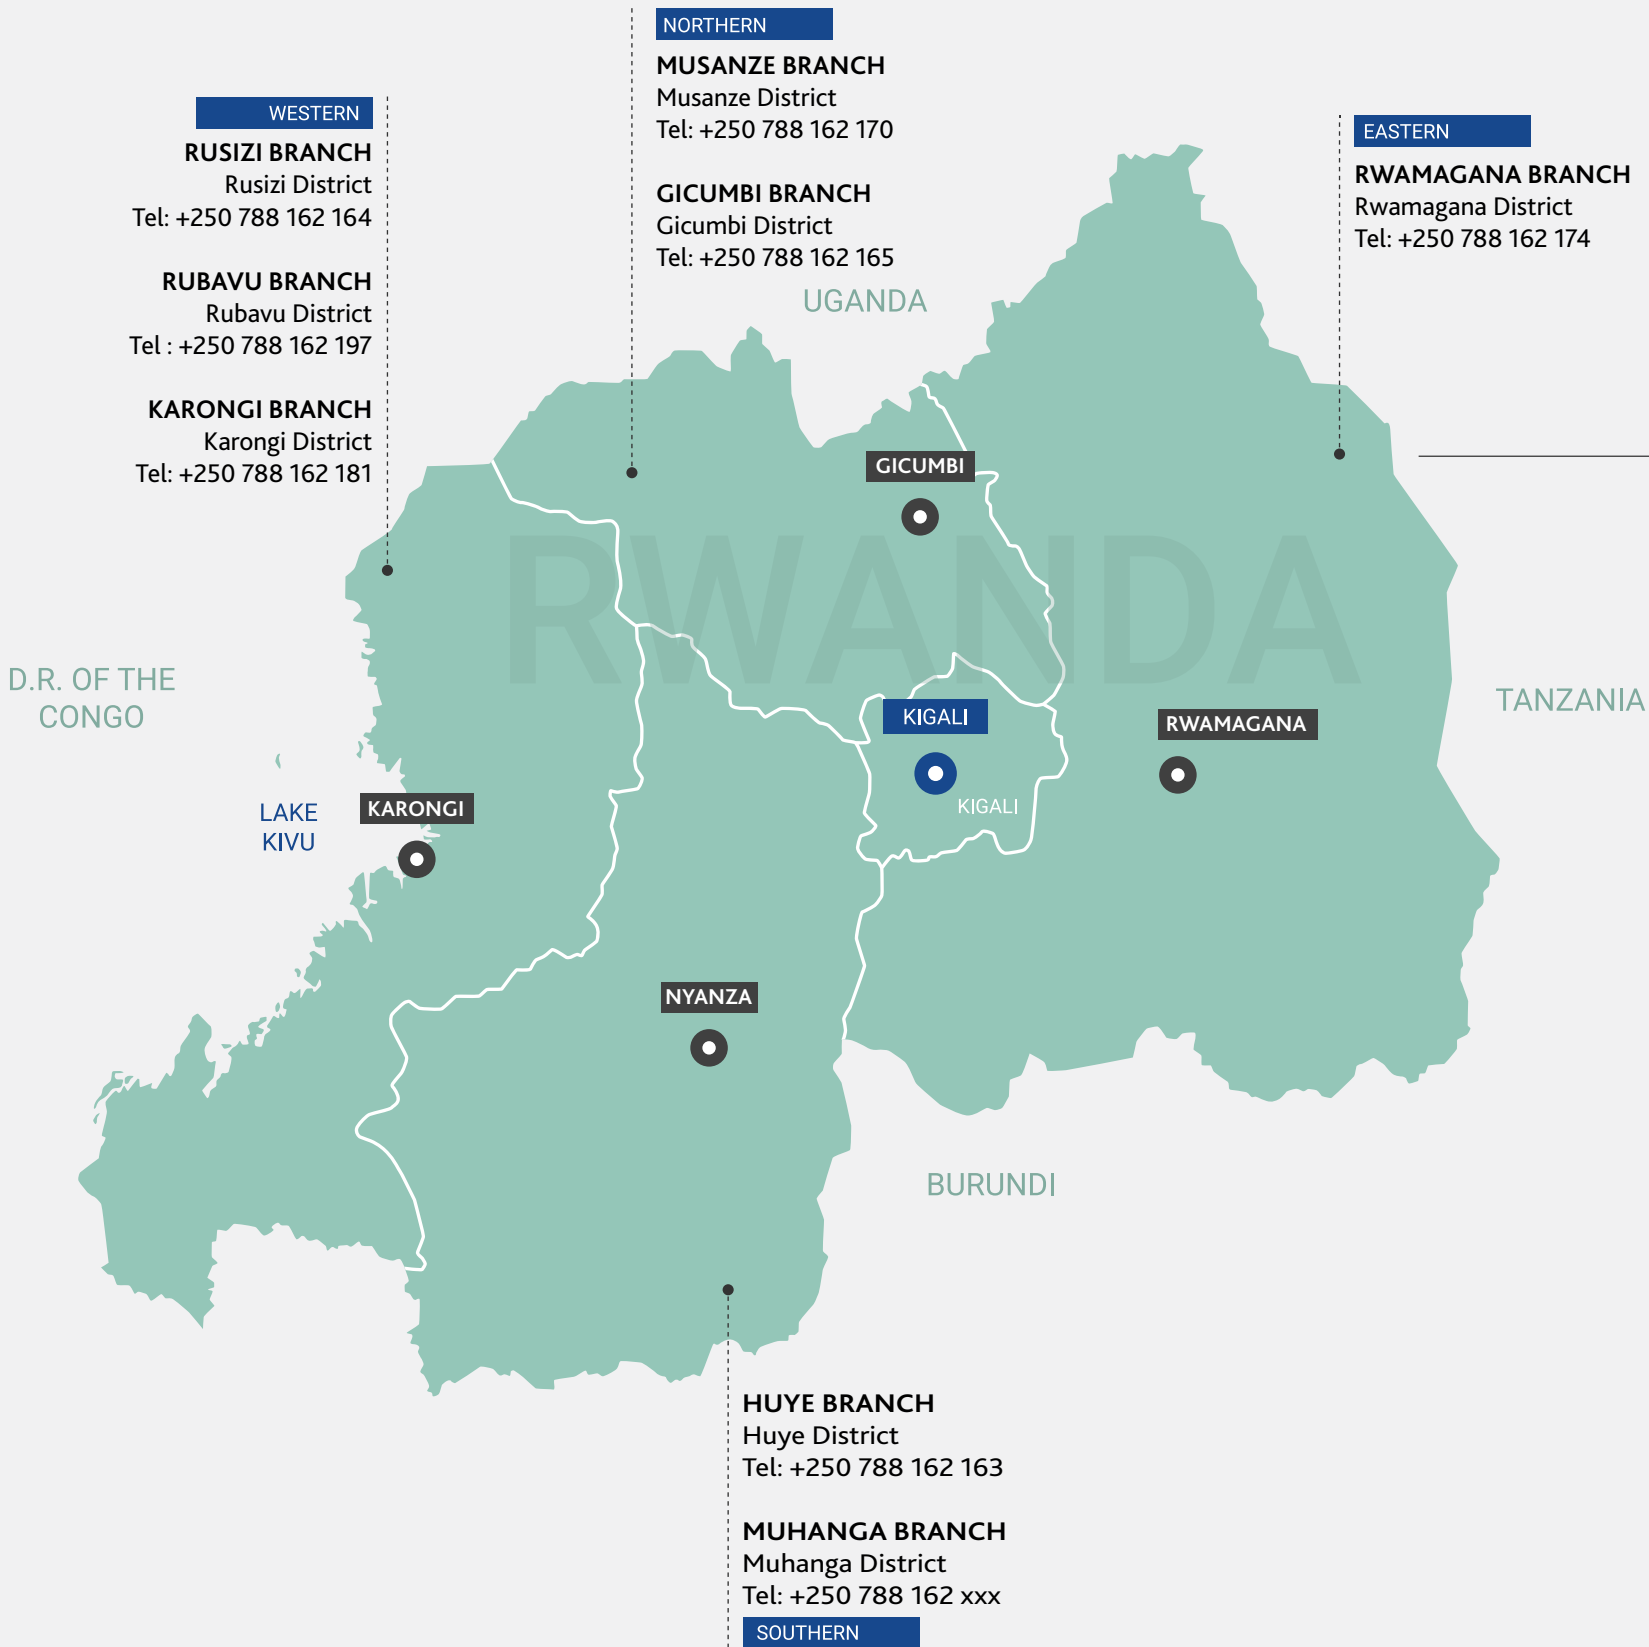 NORTHERN
MUSANZE BRANCH
Musanze District
Tel: +250 788 162 170
GICUMBI BRANCH
Gicumbi District
Tel: +250 788 162 165
WESTERN
RUSIZI BRANCH
Rusizi District
Tel: +250 788 162 164
RUBAVU BRANCH
Rubavu District
Tel : +250 788 162 197
KARONGI BRANCH
Karongi District
Tel: +250 788 162 181
EASTERN
RWAMAGANA BRANCH
Rwamagana District
Tel: +250 788 162 174
UGANDA
GICUMBI
RWANDA
D.R. OF THE
CONGO
TANZANIA
KIGALI
RWAMAGANA
KIGALI
LAKE
KIVU
KARONGI
NYANZA
BURUNDI
HUYE BRANCH
Huye District
Tel: +250 788 162 163
MUHANGA BRANCH
Muhanga District
Tel: +250 788 162 xxx
SOUTHERN